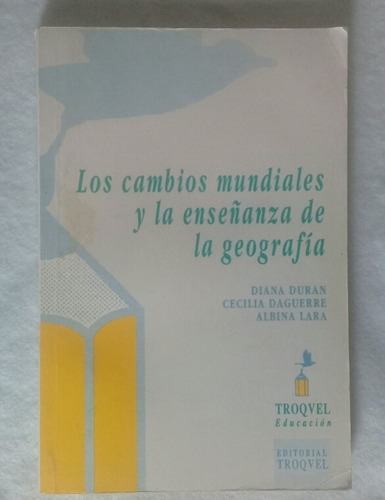 Los cambios mundiales
y la enseñanza de
la geografía
DIANA DURAN
CECILIA DAGUERRE
ALBINA LARA
TROQVEL
Educación
EDITORIAL
TROQVEL